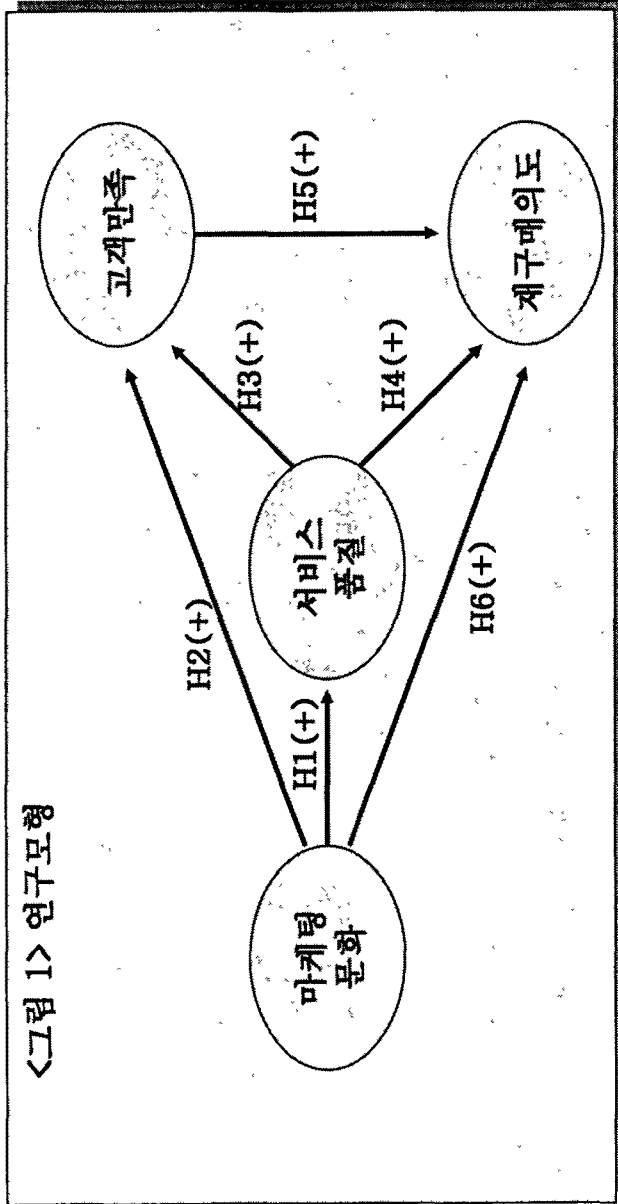 <그림 1> 연구모형
고객만족
H2(+)
H3(+)
H5(+)
마케팅
문화
H1(+)
서비스
품질
H4(+)
H6(+)
재구매의도